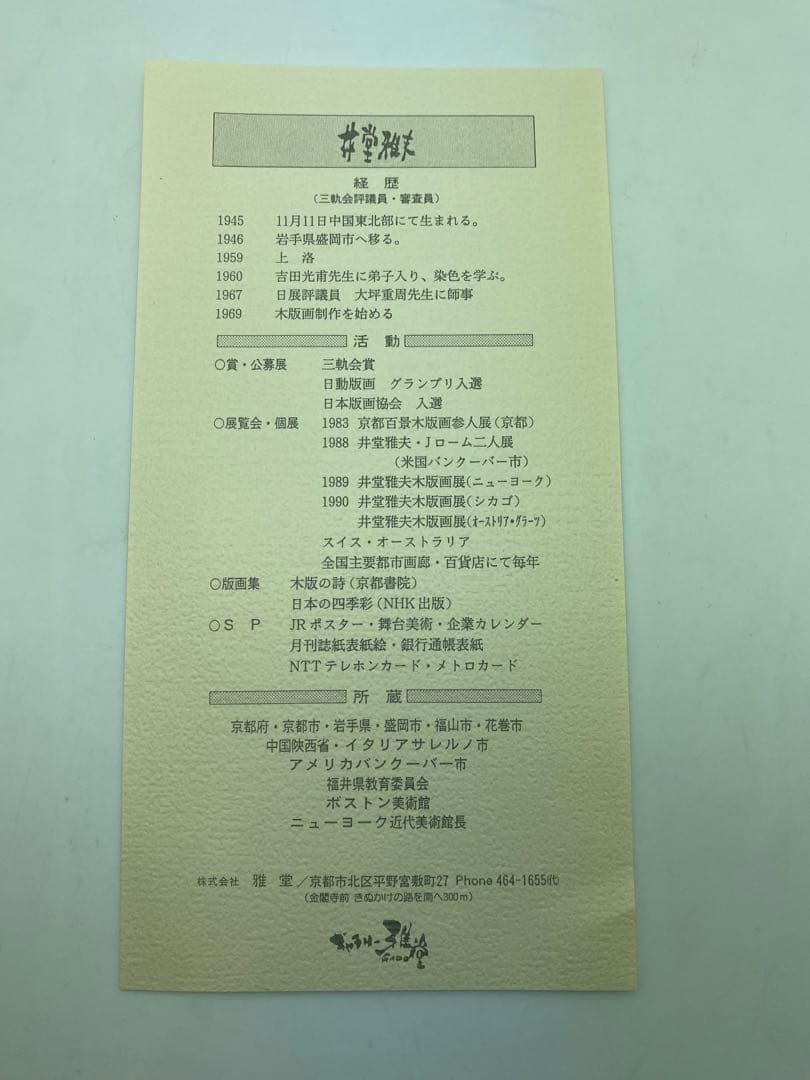 井堂雅夫
経 歴
(三軌会評議員・審査員)
1945 11月11日中国東北部にて生まれる。
1946 岩手県盛岡市へ移る。
1959 上 洛
1960 吉田光甫先生に弟子入り、染色を学ぶ。
1967 日展評議員 大坪重周先生に師事
1969 木版画制作を始める
活 動
○賞・公募展 三軌会賞
日動版画 グランプリ入選
日本版画協会 入選
○展覧会・個展 1983 京都百景木版画参人展(京都)
1988 井堂雅夫・Jローム二人展
(米国バンクーバー市)
1989 井堂雅夫木版画展(ニューヨーク)
1990 井堂雅夫木版画展(シカゴ)
井堂雅夫木版画展(オーストリア・グラーツ)
スイス・オーストラリア
全国主要都市画廊・百貨店にて毎年
○版画集 木版の詩(京都書院)
日本の四季彩(NHK出版)
○S P JRポスター・舞台美術・企業カレンダー
月刊誌紙表紙絵・銀行通帳表紙
NTTテレホンカード・メトロカード
所 蔵
京都府・京都市・岩手県・盛岡市・福山市・花巻市
中国陝西省・イタリアサレルノ市
アメリカバンクーバー市
福井県教育委員会
ボストン美術館
ニューヨーク近代美術館長
株式会社 雅 堂/京都市北区平野宮敷町27 Phone 464-1655㈹
(金閣寺前 きぬかけの路を南へ300m)
ギャラリー雅堂
GADO